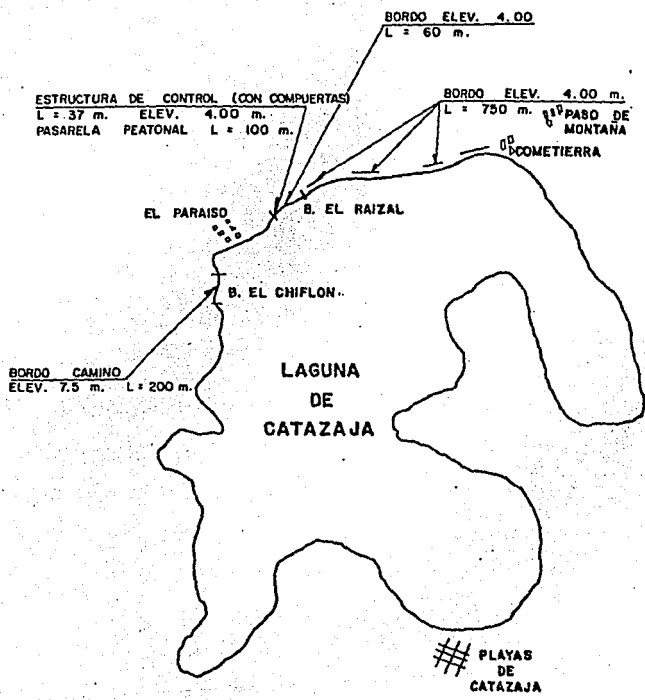 BORDO ELEV. 4.00
L = 60 m.
ESTRUCTURA DE CONTROL (CON COMPUERTAS)
L = 37 m. ELEV. 4.00 m.
PASARELA PEATONAL L = 100 m.
BORDO ELEV. 4.00 m.
L = 750 m.
PASO DE
MONTAÑA
COMETIERRA
EL PARAISO
B. EL RAIZAL
B. EL CHIFLON
BORDO CAMINO
ELEV. 7.5 m. L = 200 m.
LAGUNA
DE
CATAZAJA
PLAYAS
DE
CATAZAJA